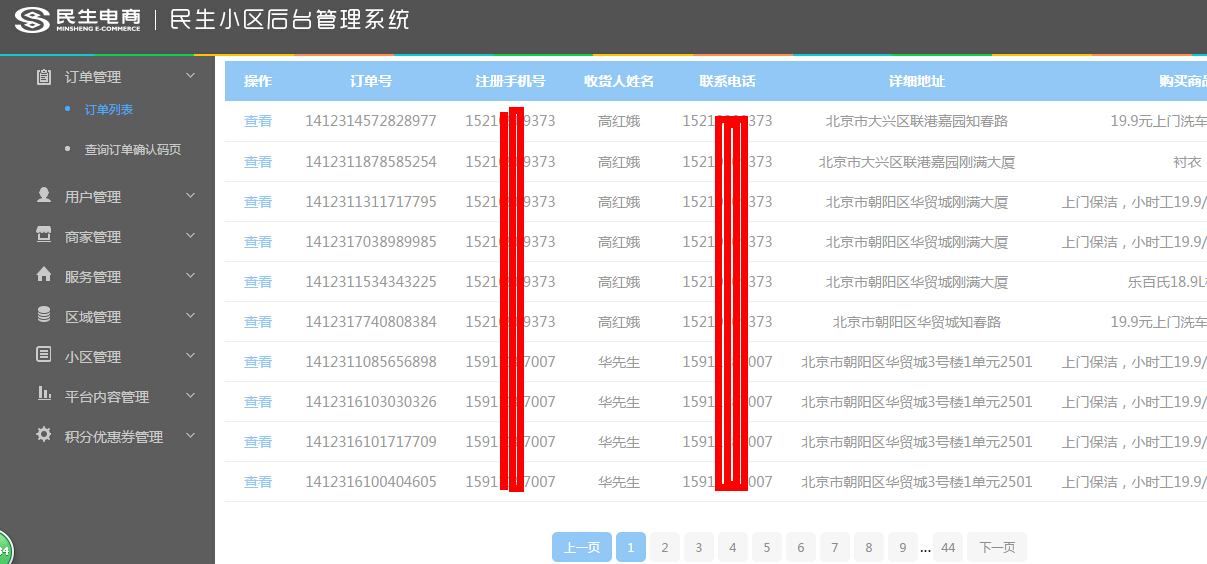 民生电商 MINSHENG E-COMMERCE 民生小区后台管理系统
订单管理
订单列表
查询订单确认码页
用户管理
商家管理
服务管理
区域管理
小区管理
平台内容管理
积分优惠券管理
34
操作 订单号 注册手机号 收货人姓名 联系电话 详细地址 购买商品
查看 1412314572828977 1521 9373 高红娥 1521 373 北京市大兴区联港嘉园知春路 19.9元上门洗车
查看 1412311878585254 1521 9373 高红娥 1521 373 北京市大兴区联港嘉园刚满大厦 衬衣
查看 1412311311717795 1521 9373 高红娥 1521 373 北京市朝阳区华贸城刚满大厦 上门保洁，小时工19.9/
查看 1412317038989985 1521 9373 高红娥 1521 373 北京市朝阳区华贸城刚满大厦 上门保洁，小时工19.9/
查看 1412311534343225 1521 9373 高红娥 1521 373 北京市朝阳区华贸城刚满大厦 乐百氏18.9L
查看 1412317740808384 1521 9373 高红娥 1521 373 北京市朝阳区华贸城知春路 19.9元上门洗车
查看 1412311085656898 1591 7007 华先生 1591 007 北京市朝阳区华贸城3号楼1单元2501 上门保洁，小时工19.9/
查看 1412316103030326 1591 7007 华先生 1591 007 北京市朝阳区华贸城3号楼1单元2501 上门保洁，小时工19.9/
查看 1412316101717709 1591 7007 华先生 1591 007 北京市朝阳区华贸城3号楼1单元2501 上门保洁，小时工19.9/
查看 1412316100404605 1591 7007 华先生 1591 007 北京市朝阳区华贸城3号楼1单元2501 上门保洁，小时工19.9/
上一页 1 2 3 4 5 6 7 8 9 ... 44 下一页